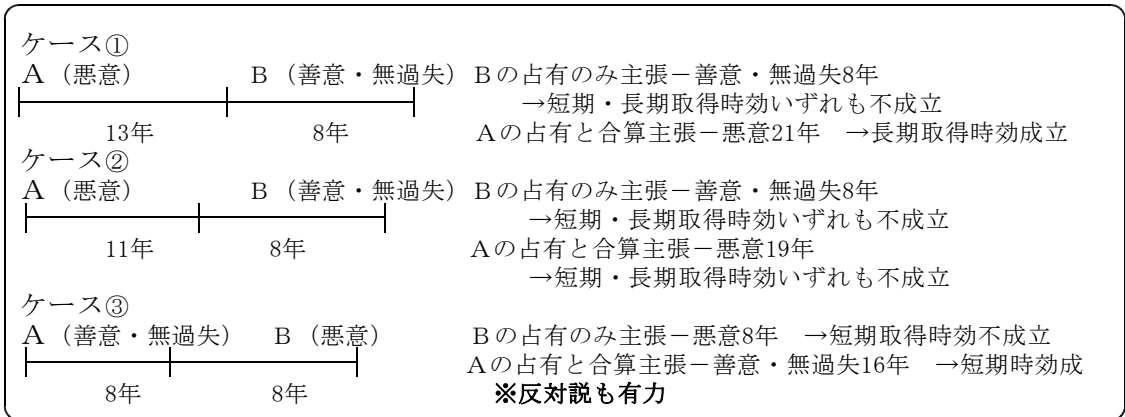 ケース①
A（悪意） B（善意・無過失）Bの占有のみ主張－善意・無過失8年
→短期・長期取得時効いずれも不成立
13年 8年 Aの占有と合算主張－悪意21年 →長期取得時効成立
ケース②
A（悪意） B（善意・無過失）Bの占有のみ主張－善意・無過失8年
→短期・長期取得時効いずれも不成立
11年 8年 Aの占有と合算主張－悪意19年
→短期・長期取得時効いずれも不成立
ケース③
A（善意・無過失） B（悪意） Bの占有のみ主張－悪意8年 →短期取得時効不成立
Aの占有と合算主張－善意・無過失16年 →短期時効成
8年 8年 ※反対説も有力